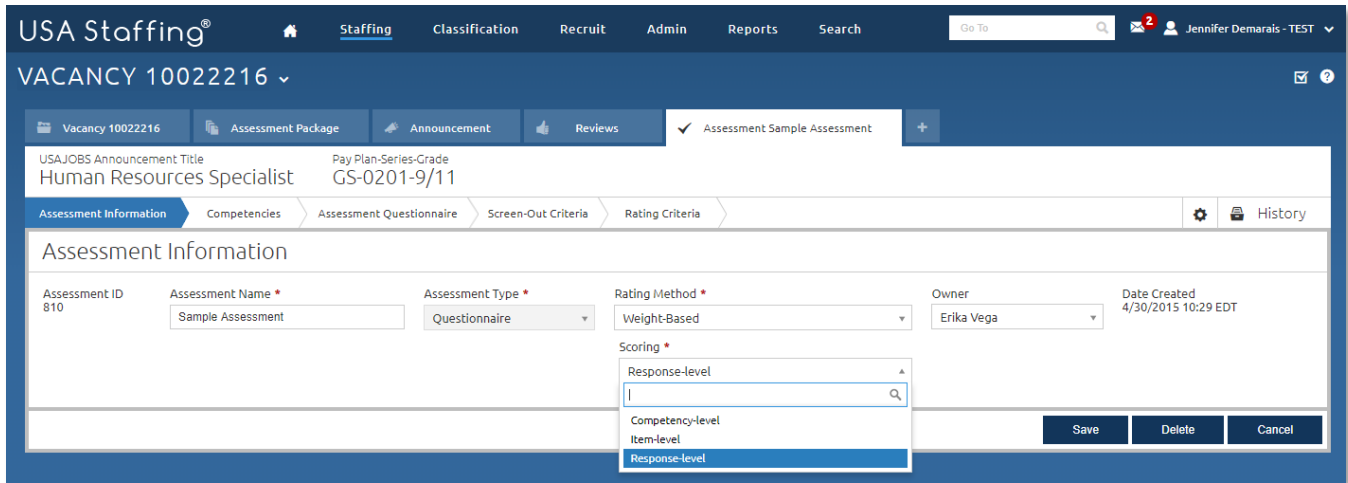 USA Staffing®
Staffing Classification Recruit Admin Reports Search Go To 2 Jennifer Demarais - TEST
VACANCY 10022216
Vacancy 10022216 Assessment Package Announcement Reviews Assessment Sample Assessment +
USAJOBS Announcement Title Pay Plan-Series-Grade
Human Resources Specialist GS-0201-9/11
Assessment Information Competencies Assessment Questionnaire Screen-Out Criteria Rating Criteria History
Assessment Information
Assessment ID Assessment Name * Assessment Type * Rating Method * Owner Date Created
810 Sample Assessment Questionnaire Weight-Based Erika Vega 4/30/2015 10:29 EDT
Scoring *
Response-level
Competency-level
Item-level
Response-level
Save Delete Cancel